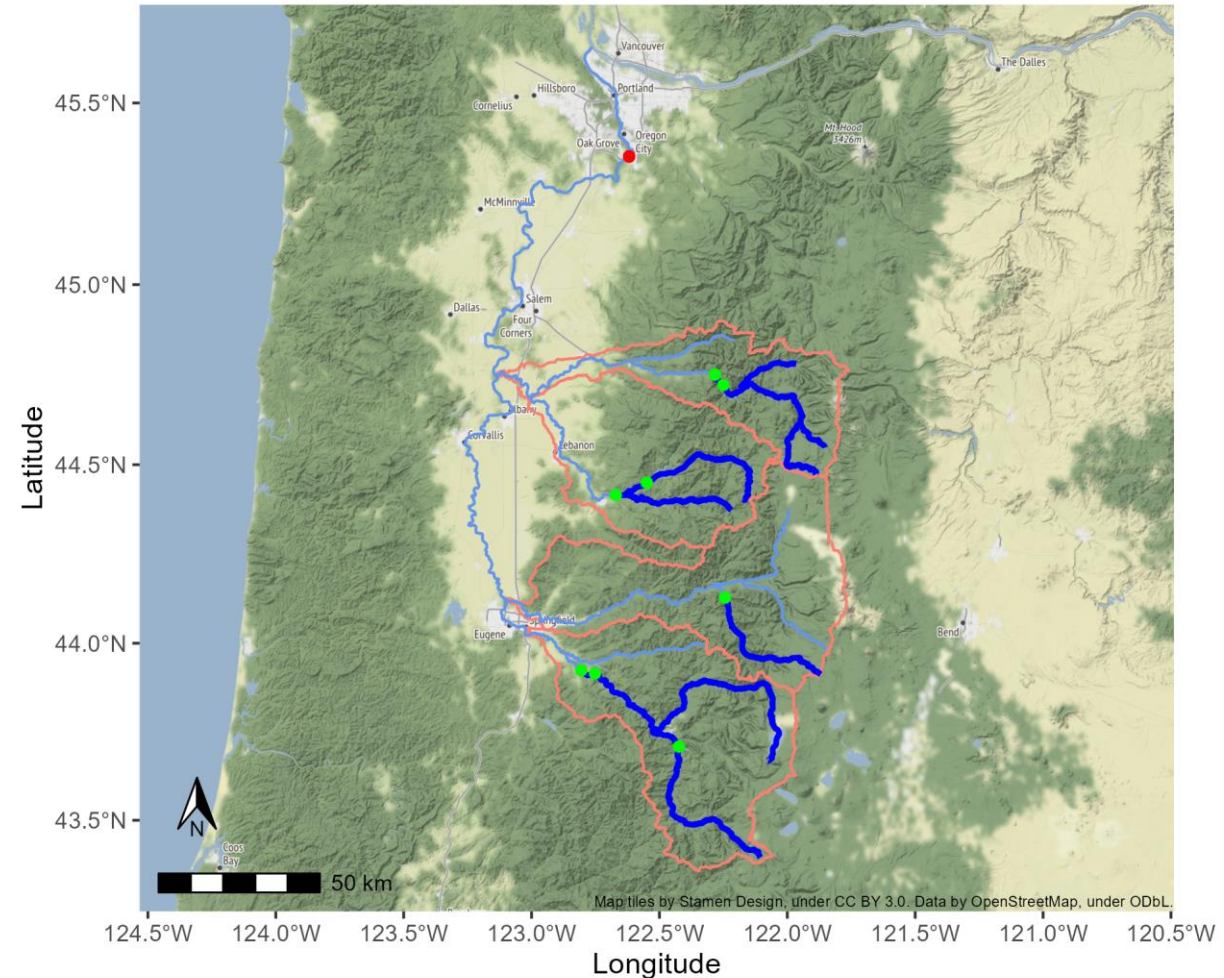 Vancouver
The Dalles
45.5°N
Hillsboro
Portland
Cornelius
Mt. Hood
3426m
Oak Grove
Oregon
City
McMinnville
45.0°N
Salem
Dallas
Four
Corners
Latitude
Albany
Corvallis
Lebanon
44.5°N
44.0°N
Springfield
Eugene
Bend
43.5°N
N
Coos
Bay
50 km
Map tiles by Stamen Design, under CC BY 3.0. Data by OpenStreetMap, under ODbL.
124.5°W 124.0°W 123.5°W 123.0°W 122.5°W 122.0°W 121.5°W 121.0°W 120.5°W
Longitude